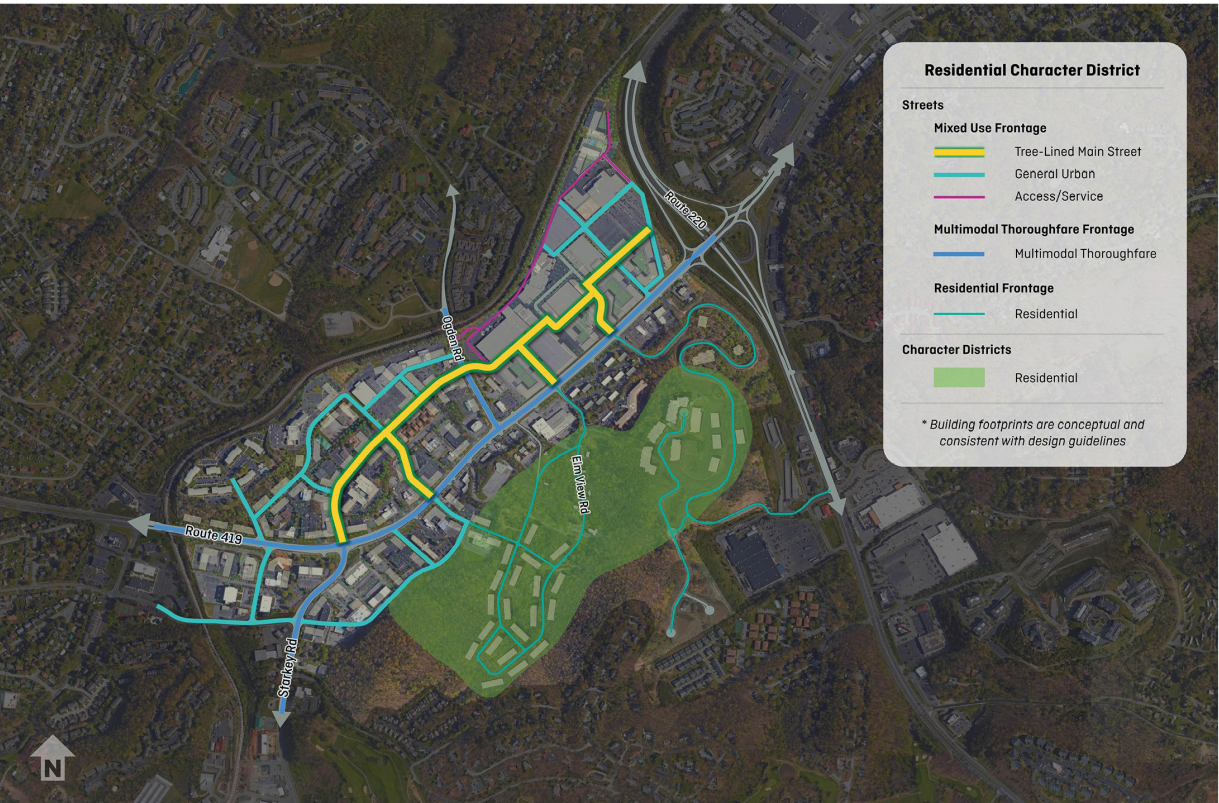 Residential Character District
Streets
Mixed Use Frontage
Tree-Lined Main Street
General Urban
Access/Service
Multimodal Thoroughfare Frontage
Multimodal Thoroughfare
Residential Frontage
Residential
Character Districts
Residential
* Building footprints are conceptual and
consistent with design guidelines
Route 220
Ogden Rd
Elm View Rd
Route 419
Starkey Rd
N